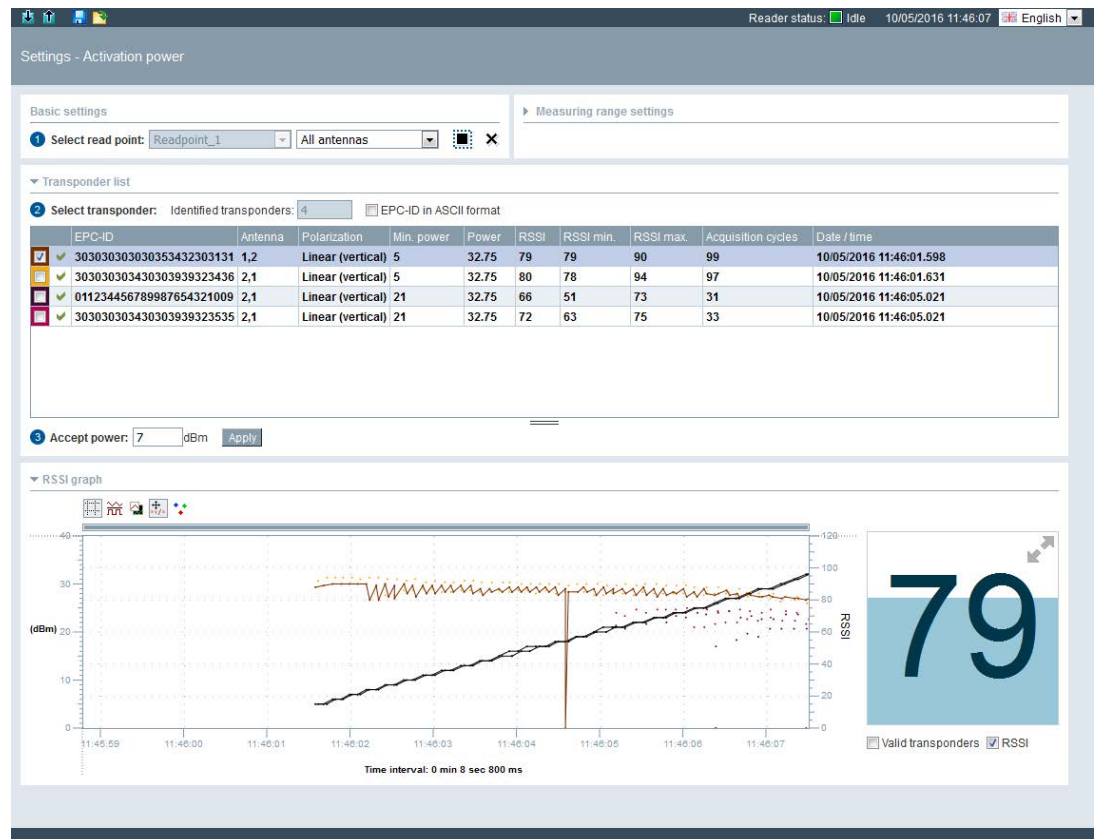 Reader status: Idle 10/05/2016 11:46:07 English
Settings - Activation power
Basic settings
Measuring range settings
1 Select read point: Readpoint_1 All antennas
Transponder list
2 Select transponder: Identified transponders: 4 EPC-ID in ASCII format
EPC-ID Antenna Polarization Min. power Power RSSI RSSI min. RSSI max. Acquisition cycles Date / time
303030303030353432303131 1,2 Linear (vertical) 5 32.75 79 79 90 99 10/05/2016 11:46:01.598
303030303430303939323436 2,1 Linear (vertical) 5 32.75 80 78 94 97 10/05/2016 11:46:01.631
011234456789987654321009 2,1 Linear (vertical) 21 32.75 66 51 73 31 10/05/2016 11:46:05.021
303030303430303939323535 2,1 Linear (vertical) 21 32.75 72 63 75 33 10/05/2016 11:46:05.021
3 Accept power: 7 dBm Apply
RSSI graph
40 120
100
30
80
(dBm) 20 60 RSSI
40
10
20
0 0
11:45:59 11:46:00 11:46:01 11:46:02 11:46:03 11:46:04 11:46:05 11:46:06 11:46:07
Time interval: 0 min 8 sec 800 ms
79
Valid transponders RSSI